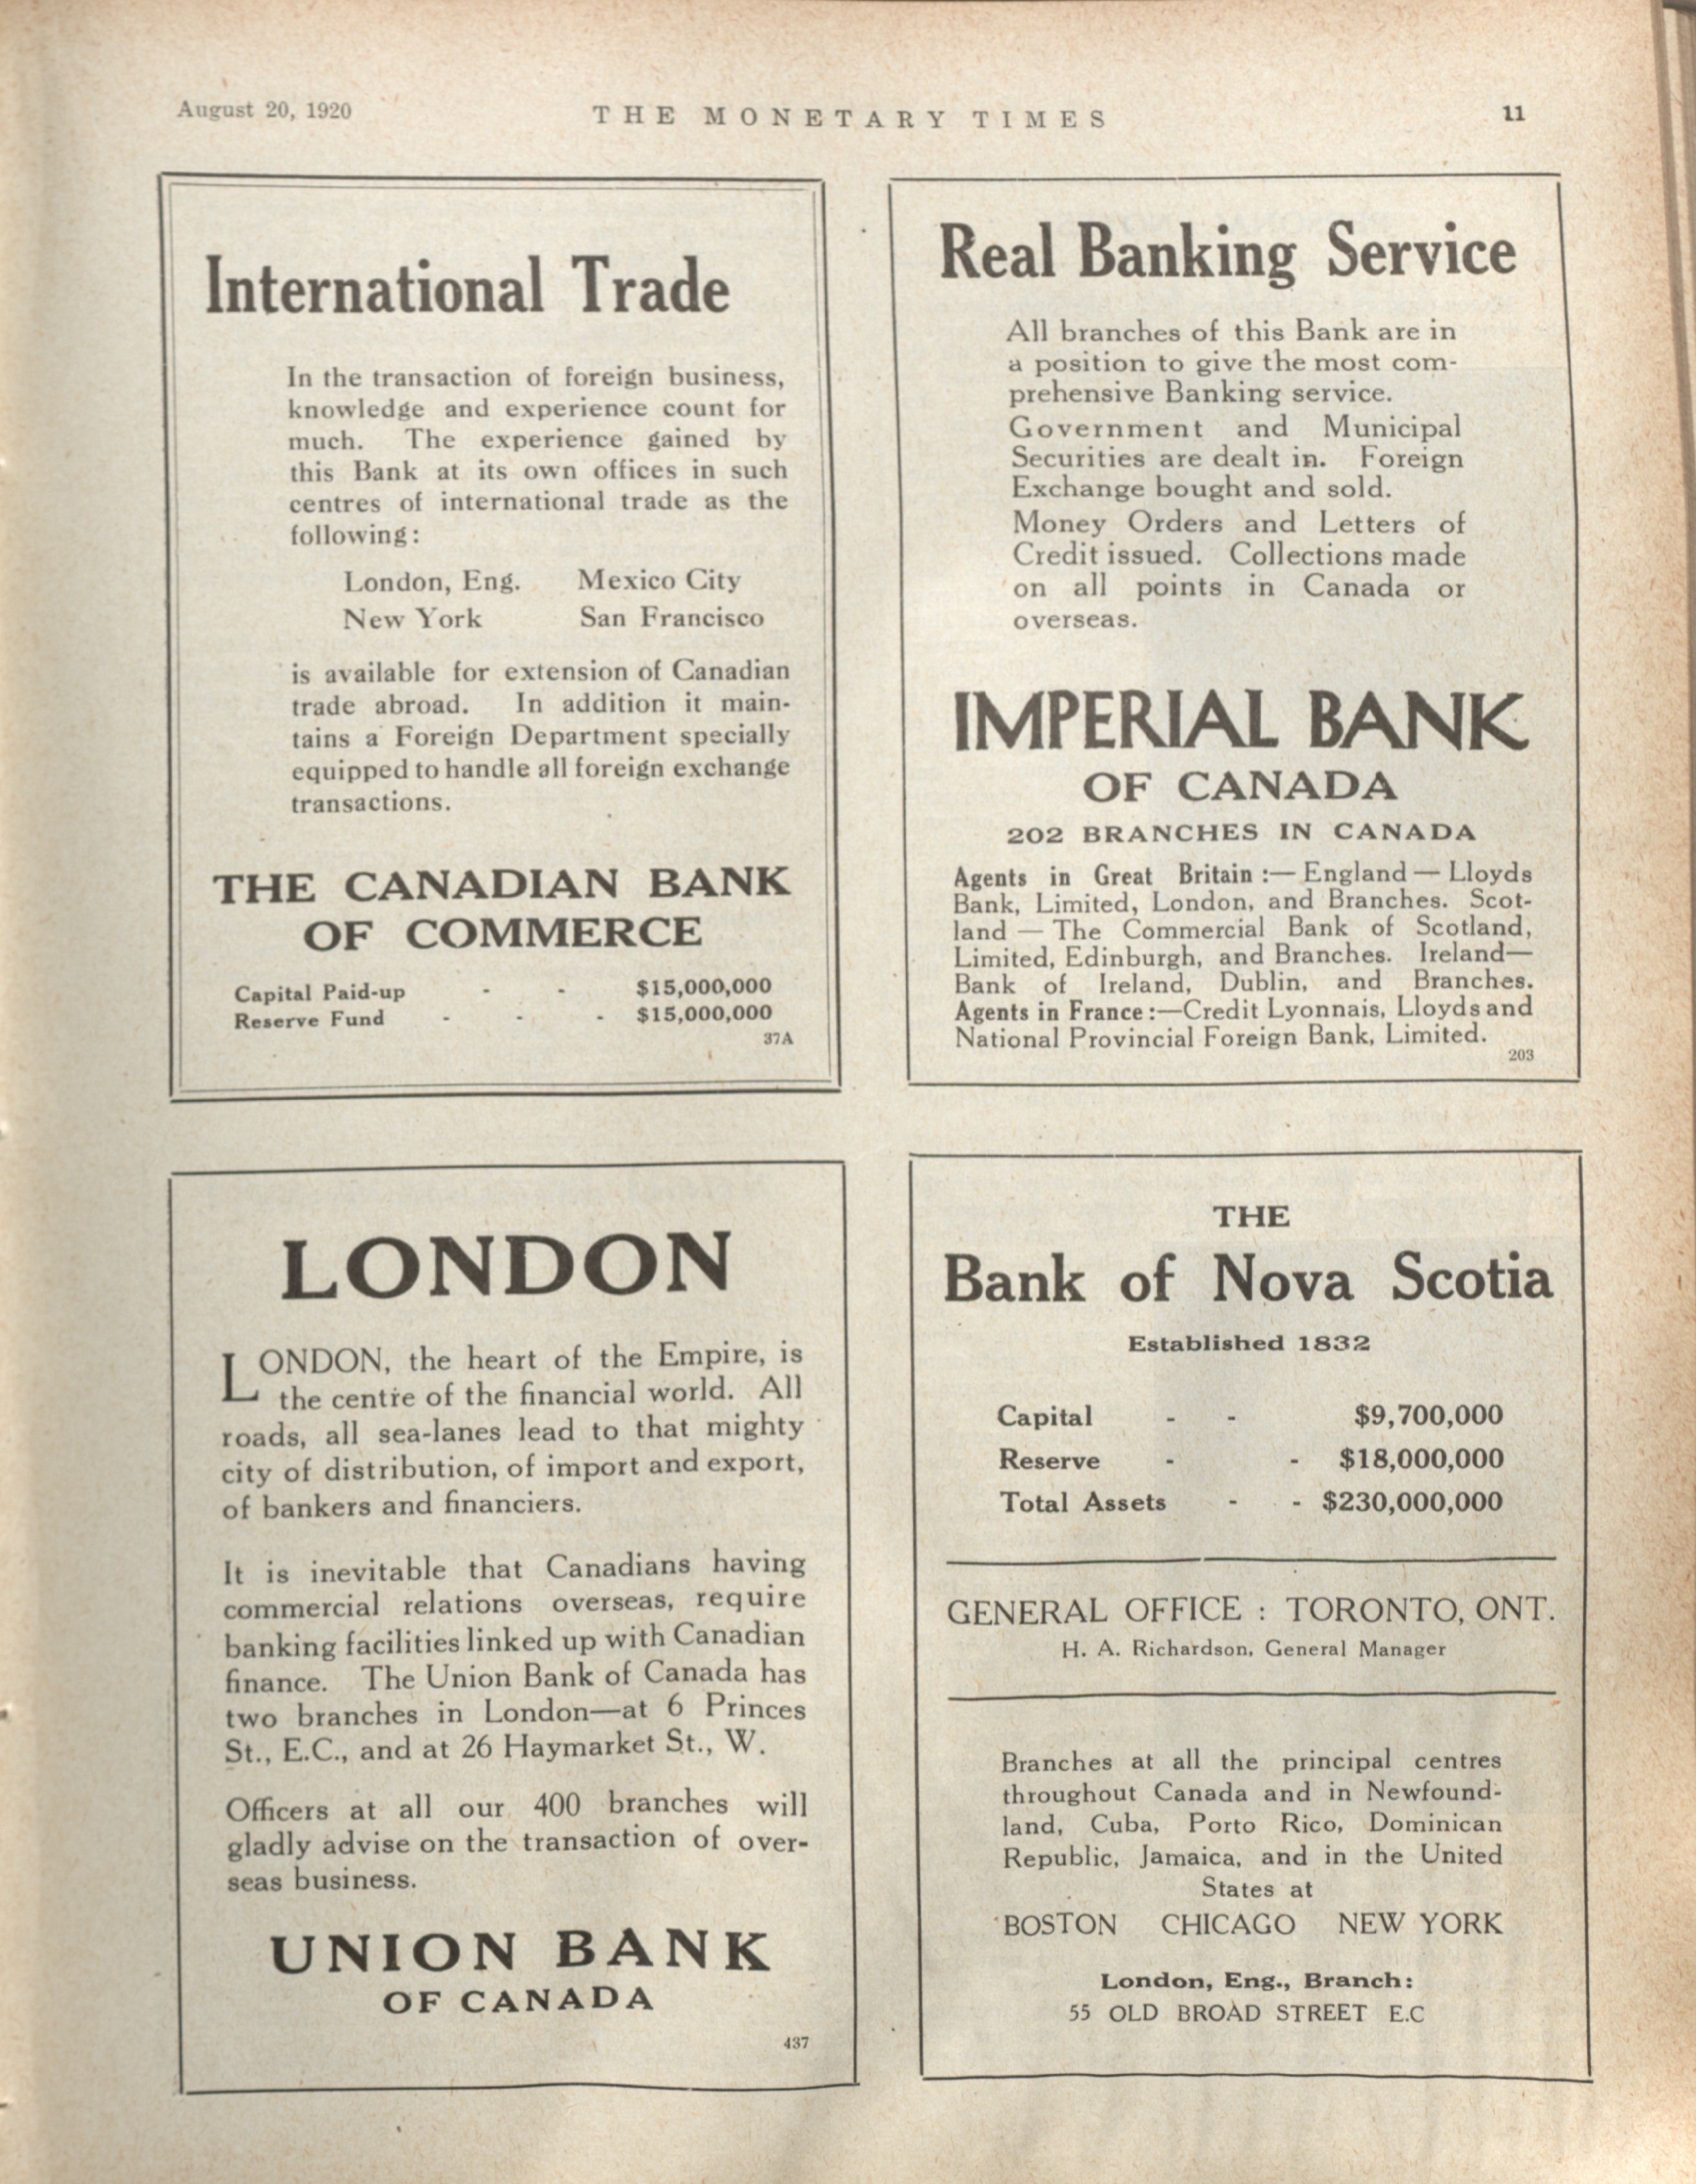 August 20, 1920
THE MONETARY TIMES
11
International Trade
In the transaction of foreign business,
knowledge and experience count for
much. The experience gained by
this Bank at its own offices in such
centres of international trade as the
following:
London, Eng. Mexico City
New York San Francisco
is available for extension of Canadian
trade abroad. In addition it main-
tains a Foreign Department specially
equipped to handle all foreign exchange
transactions.
THE CANADIAN BANK
OF COMMERCE
Capital Paid-up - - $15,000,000
Reserve Fund - - - $15,000,000
37A
Real Banking Service
All branches of this Bank are in
a position to give the most com-
prehensive Banking service.
Government and Municipal
Securities are dealt in. Foreign
Exchange bought and sold.
Money Orders and Letters of
Credit issued. Collections made
on all points in Canada or
overseas.
IMPERIAL BANK
OF CANADA
202 BRANCHES IN CANADA
Agents in Great Britain :— England — Lloyds
Bank, Limited, London, and Branches. Scot-
land — The Commercial Bank of Scotland,
Limited, Edinburgh, and Branches. Ireland—
Bank of Ireland, Dublin, and Branches.
Agents in France :—Credit Lyonnais, Lloyds and
National Provincial Foreign Bank, Limited.
203
LONDON
LONDON, the heart of the Empire, is
the centre of the financial world. All
roads, all sea-lanes lead to that mighty
city of distribution, of import and export,
of bankers and financiers.
It is inevitable that Canadians having
commercial relations overseas, require
banking facilities linked up with Canadian
finance. The Union Bank of Canada has
two branches in London—at 6 Princes
St., E.C., and at 26 Haymarket St., W.
Officers at all our 400 branches will
gladly advise on the transaction of over-
seas business.
UNION BANK
OF CANADA
437
THE
Bank of Nova Scotia
Established 1832
Capital - - $9,700,000
Reserve - - $18,000,000
Total Assets - - $230,000,000
GENERAL OFFICE : TORONTO, ONT.
H. A. Richardson, General Manager
Branches at all the principal centres
throughout Canada and in Newfound-
land, Cuba, Porto Rico, Dominican
Republic, Jamaica, and in the United
States at
BOSTON CHICAGO NEW YORK
London, Eng., Branch:
55 OLD BROAD STREET E.C